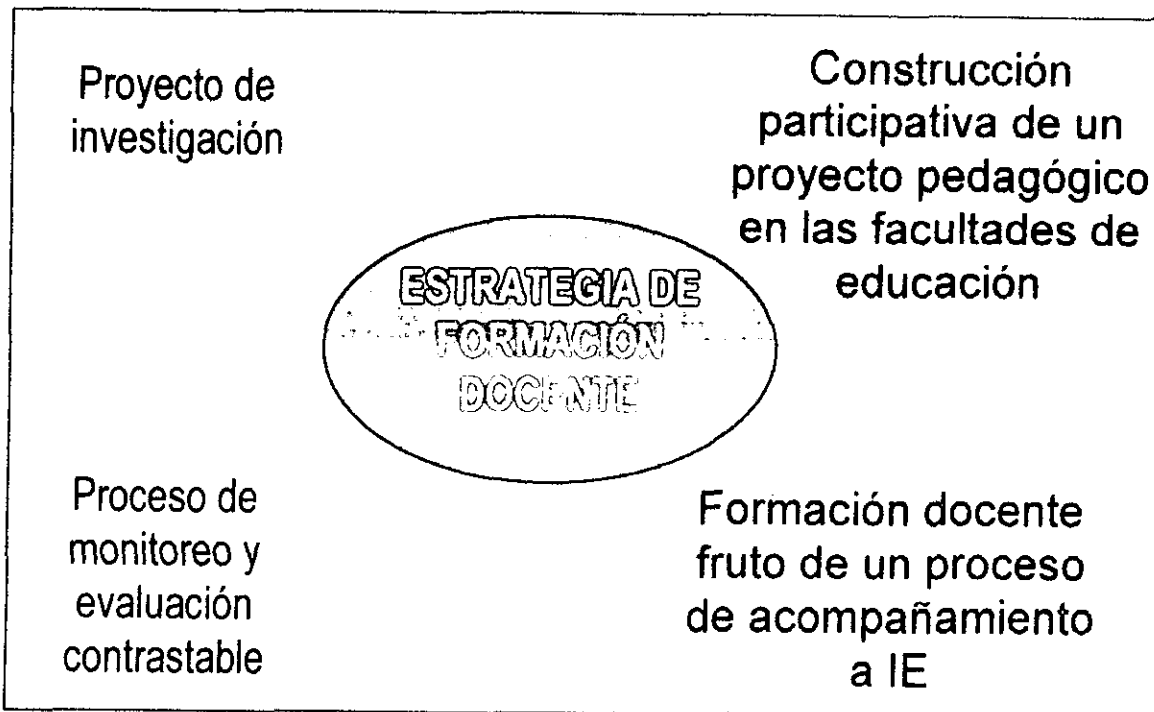 Proyecto de
investigación
Construcción
participativa de un
proyecto pedagógico
en las facultades de
educación
ESTRATEGIA DE
FORMACIÓN
DOCENTE
Proceso de
monitoreo y
evaluación
contrastable
Formación docente
fruto de un proceso
de acompañamiento
a IE